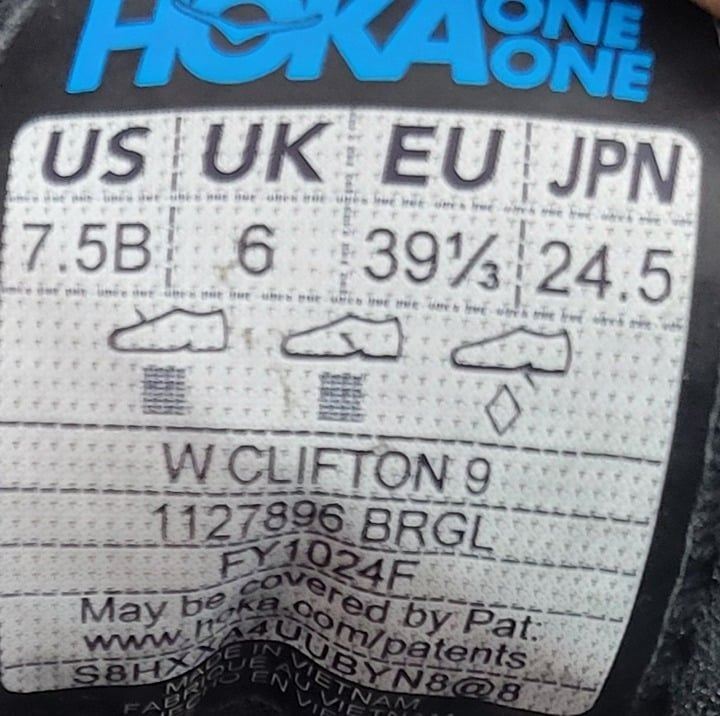 HOKA ONE ONE
US UK EU JPN
7.5B 6 39⅓ 24.5
W CLIFTON 9
1127896 BRGL
FY1024F
May be covered by Pat:
www.hoka.com/patents
MADE IN VIETNAM